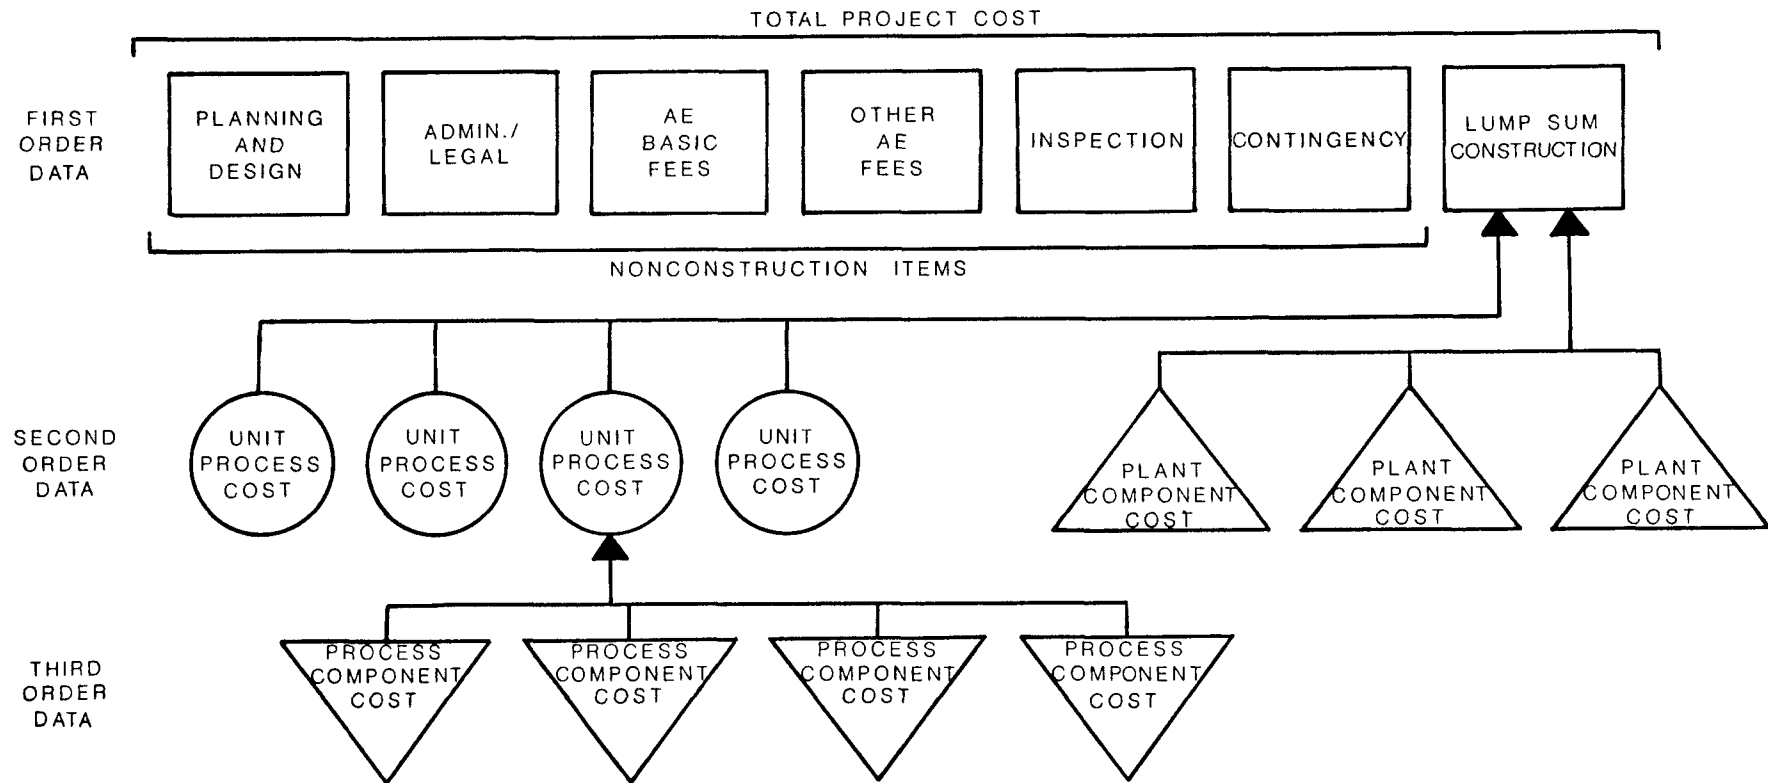 TOTAL PROJECT COST
FIRST
ORDER
DATA
PLANNING
AND
DESIGN
ADMIN./
LEGAL
AE
BASIC
FEES
OTHER
AE
FEES
INSPECTION
CONTINGENCY
LUMP SUM
CONSTRUCTION
NONCONSTRUCTION ITEMS
SECOND
ORDER
DATA
UNIT
PROCESS
COST
UNIT
PROCESS
COST
UNIT
PROCESS
COST
UNIT
PROCESS
COST
PLANT
COMPONENT
COST
PLANT
COMPONENT
COST
PLANT
COMPONENT
COST
THIRD
ORDER
DATA
PROCESS
COMPONENT
COST
PROCESS
COMPONENT
COST
PROCESS
COMPONENT
COST
PROCESS
COMPONENT
COST